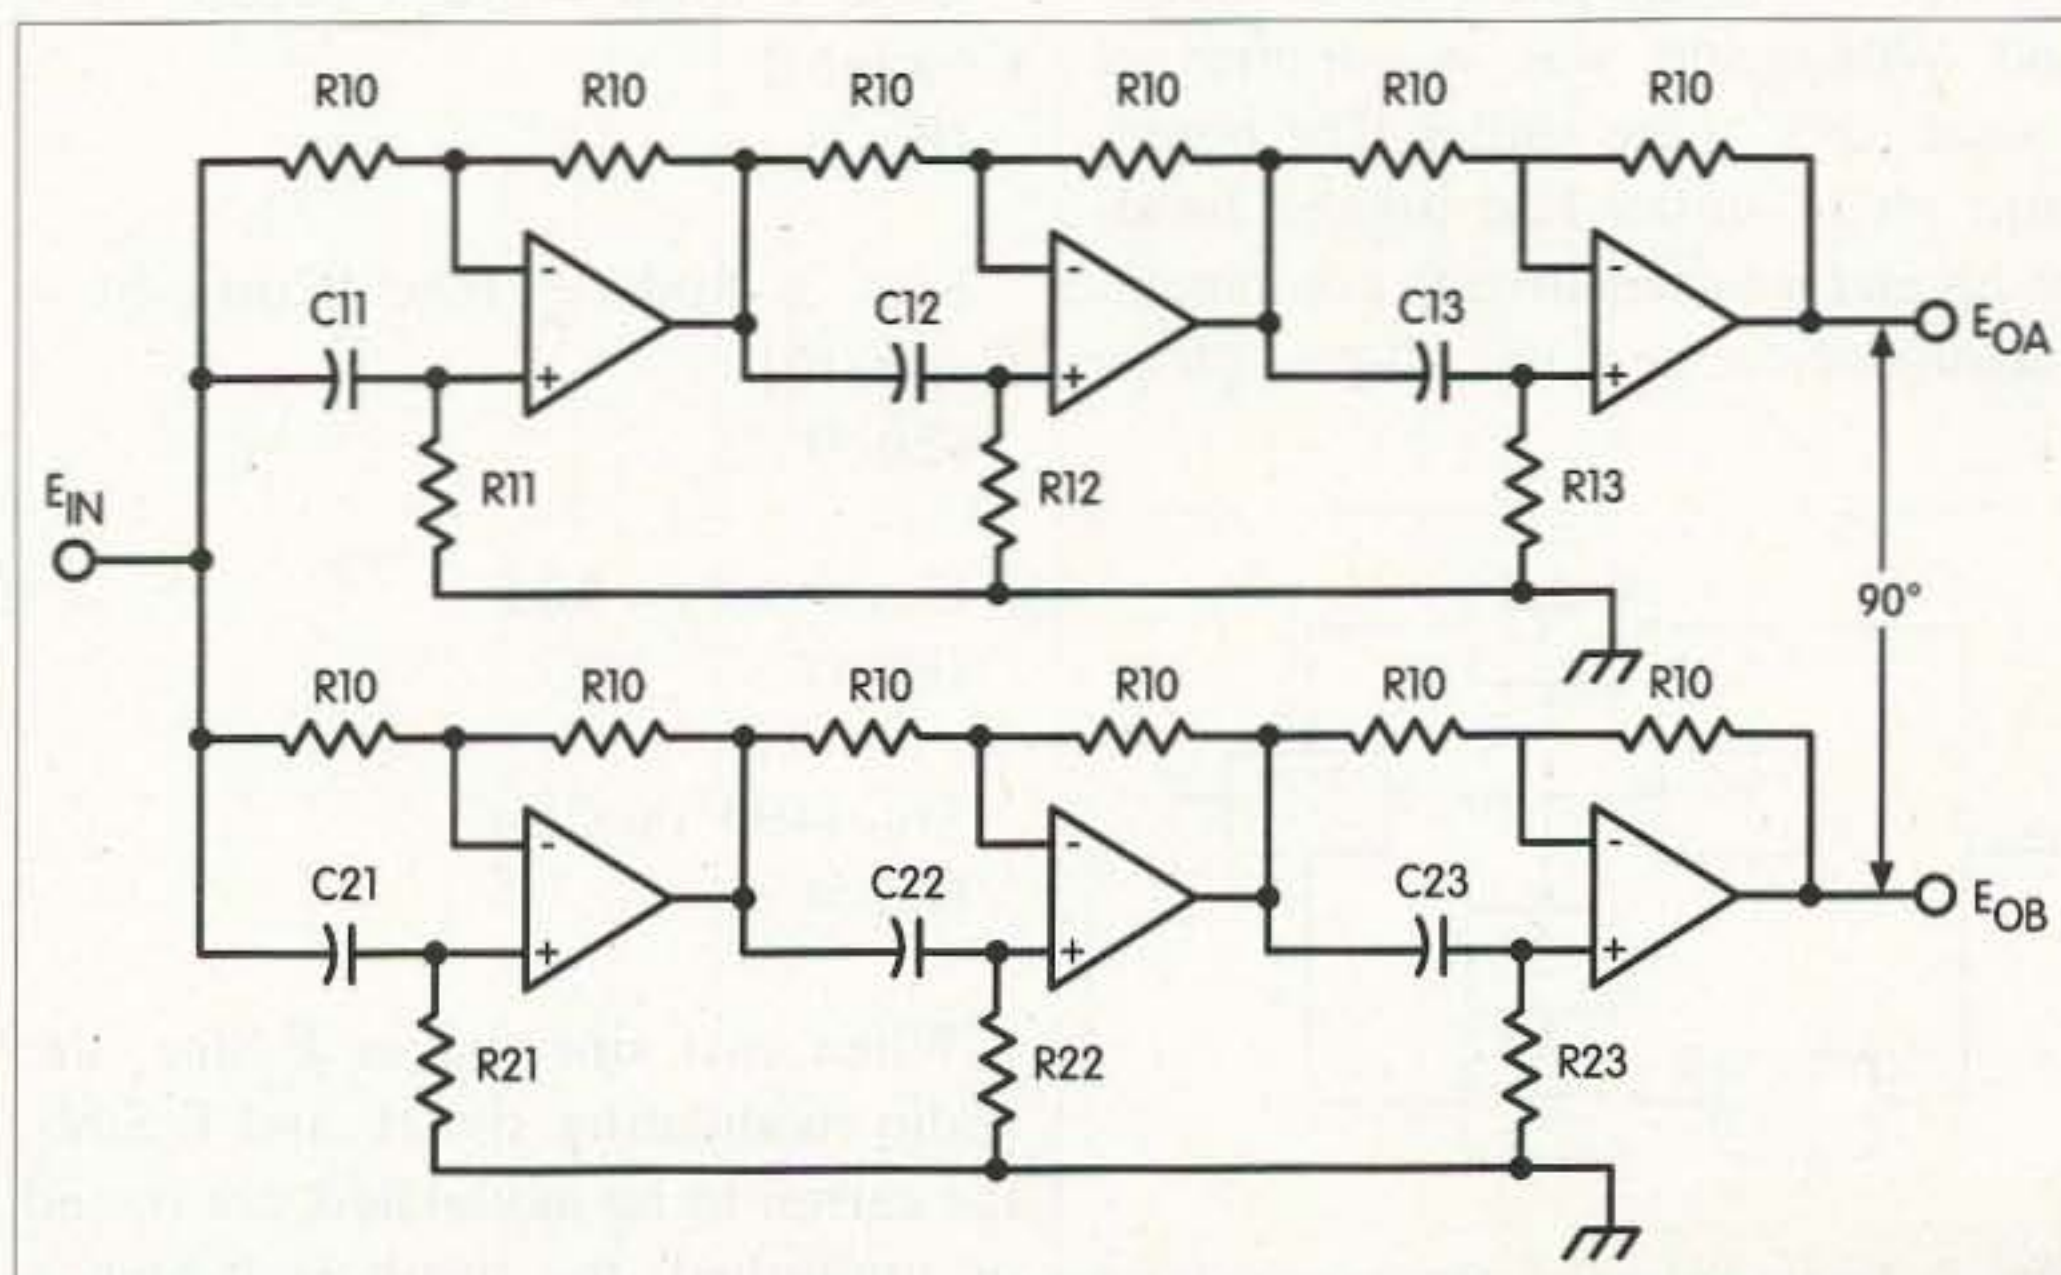 R10 R10 R10 R10 R10 R10
- - -
C11 C12 C13
EOA
+ + +
R11 R12 R13
EIN
90°
R10 R10 R10 R10 R10 R10
- - -
C21 C22 C23
EOB
+ + +
R21 R22 R23